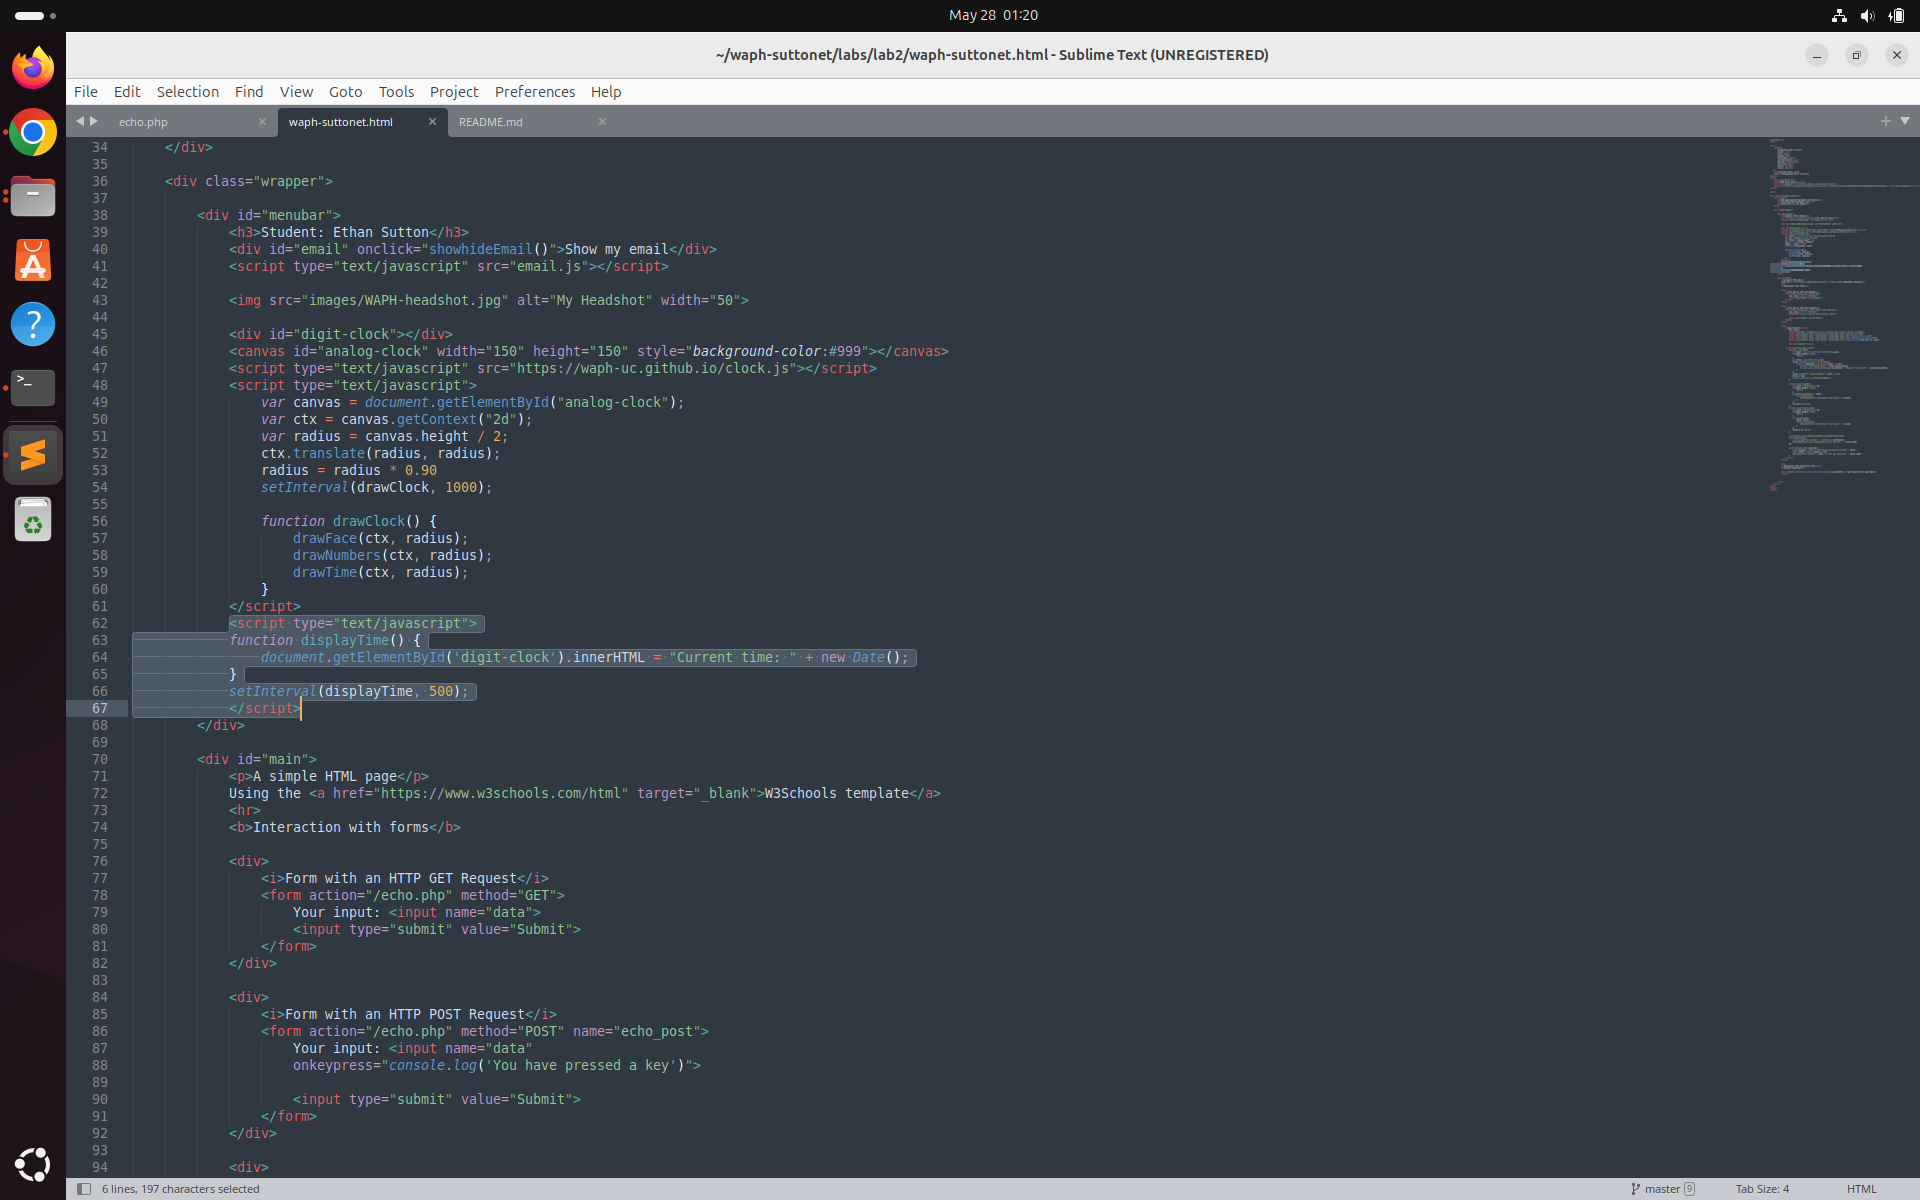 May 28 01:20
~/waph-suttonet/labs/lab2/waph-suttonet.html - Sublime Text (UNREGISTERED)
File Edit Selection Find View Goto Tools Project Preferences Help
echo.php waph-suttonet.html README.md
34 </div>
35
36 <div class="wrapper">
37
38 <div id="menubar">
39 <h3>Student: Ethan Sutton</h3>
40 <div id="email" onclick="showhideEmail()">Show my email</div>
41 <script type="text/javascript" src="email.js"></script>
42
43 <img src="images/WAPH-headshot.jpg" alt="My Headshot" width="50">
44
45 <div id="digit-clock"></div>
46 <canvas id="analog-clock" width="150" height="150" style="background-color:#999"></canvas>
47 <script type="text/javascript" src="https://waph-uc.github.io/clock.js"></script>
48 <script type="text/javascript">
49 var canvas = document.getElementById("analog-clock");
50 var ctx = canvas.getContext("2d");
51 var radius = canvas.height / 2;
52 ctx.translate(radius, radius);
53 radius = radius * 0.90
54 setInterval(drawClock, 1000);
55
56 function drawClock() {
57 drawFace(ctx, radius);
58 drawNumbers(ctx, radius);
59 drawTime(ctx, radius);
60 }
61 </script>
62 <script type="text/javascript">
63 function displayTime() {
64 document.getElementById('digit-clock').innerHTML = "Current time: " + new Date();
65 }
66 setInterval(displayTime, 500);
67 </script>
68 </div>
69
70 <div id="main">
71 <p>A simple HTML page</p>
72 Using the <a href="https://www.w3schools.com/html" target="_blank">W3Schools template</a>
73 <hr>
74 <b>Interaction with forms</b>
75
76 <div>
77 <i>Form with an HTTP GET Request</i>
78 <form action="/echo.php" method="GET">
79 Your input: <input name="data">
80 <input type="submit" value="Submit">
81 </form>
82 </div>
83
84 <div>
85 <i>Form with an HTTP POST Request</i>
86 <form action="/echo.php" method="POST" name="echo_post">
87 Your input: <input name="data"
88 onkeypress="console.log('You have pressed a key')">
89
90 <input type="submit" value="Submit">
91 </form>
92 </div>
93
94 <div>
6 lines, 197 characters selected master 9 Tab Size: 4 HTML